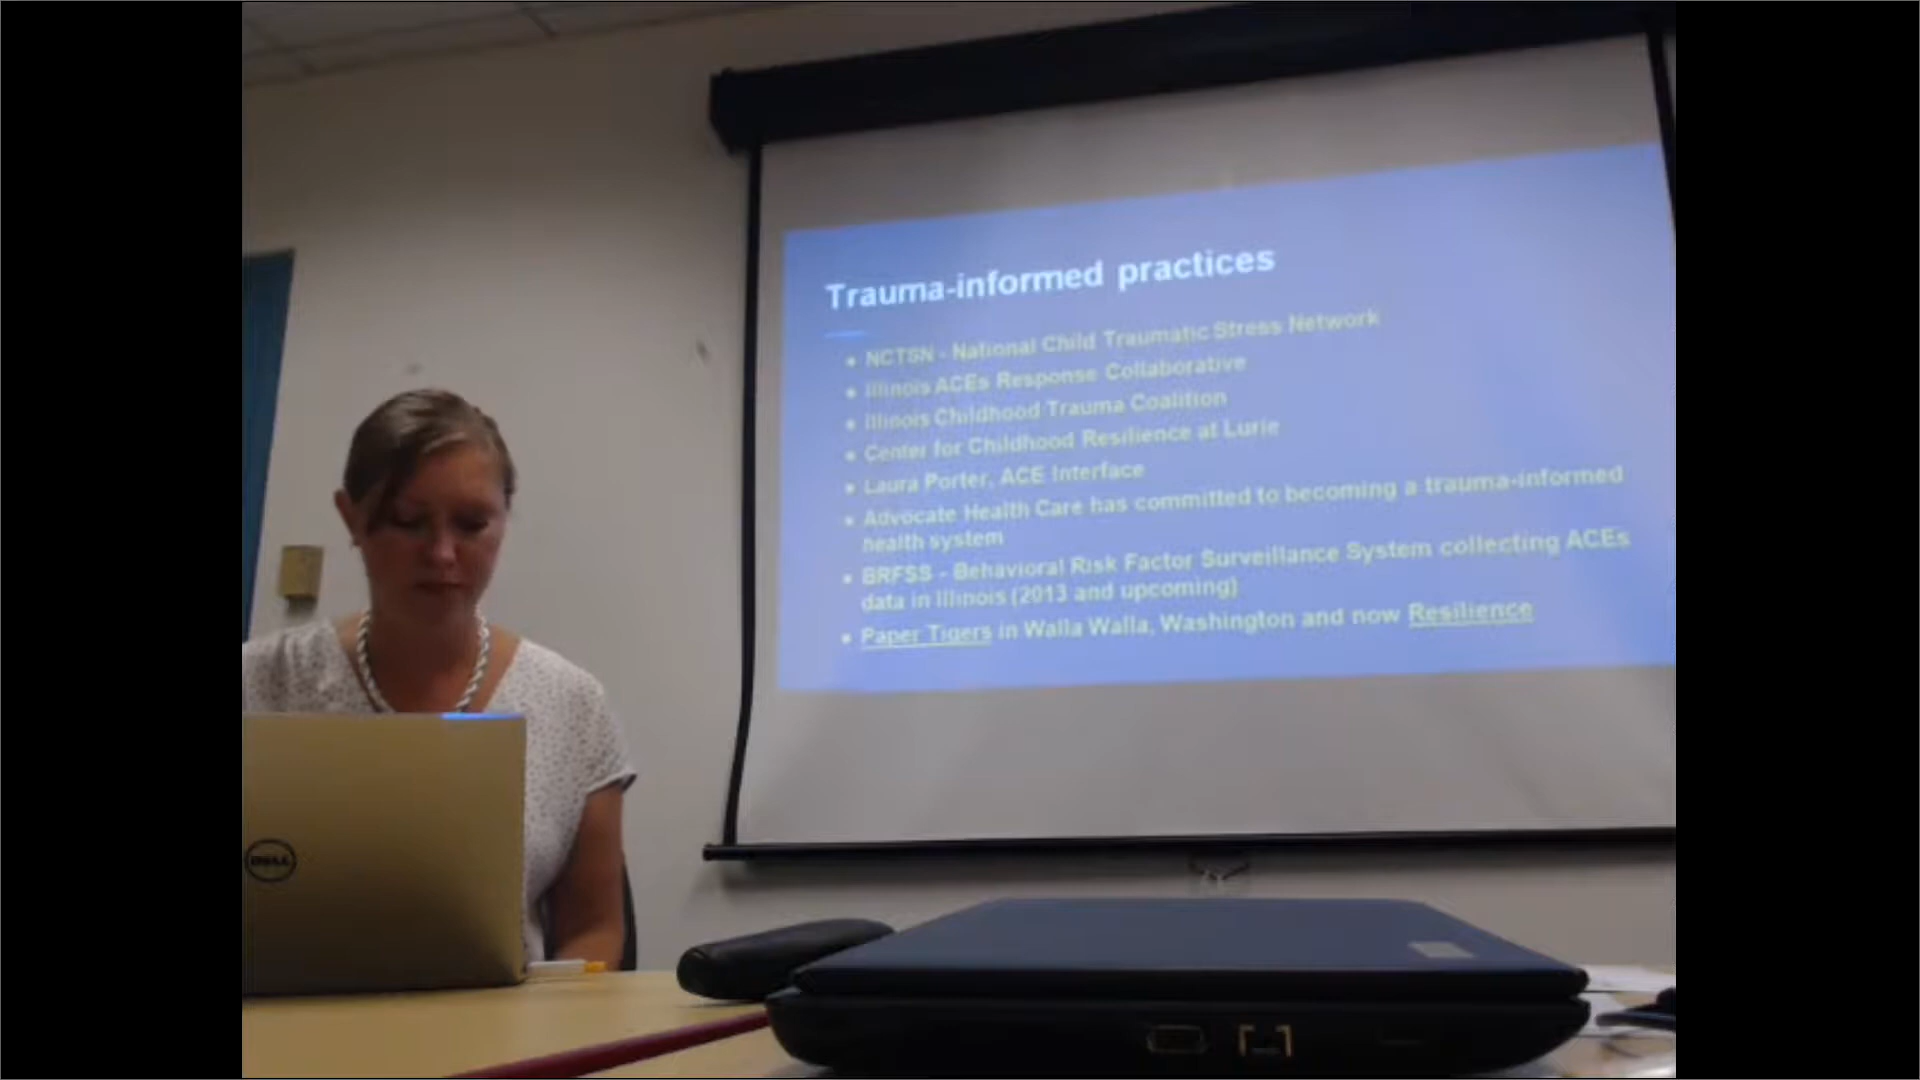 Trauma-informed practices
• NCTSN - National Child Traumatic Stress Network
• Illinois ACEs Response Collaborative
• Illinois Childhood Trauma Coalition
• Center for Childhood Resilience at Lurie
• Laura Porter, ACE Interface
• Advocate Health Care has committed to becoming a trauma-informed
health system
• BRFSS - Behavioral Risk Factor Surveillance System collecting ACEs
data in Illinois (2013 and upcoming)
• Paper Tigers in Walla Walla, Washington and now Resilience
DELL